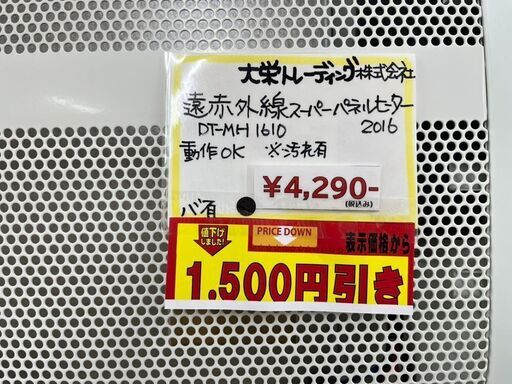 大栄トレーディング株式会社
遠赤外線スーパーパネルヒーター
DT-MH1610 2016
動作OK ※汚れ有
¥4,290-
(税込み)
バ有
値下げ
しました!
PRICE DOWN
表示価格から
1,500円引き